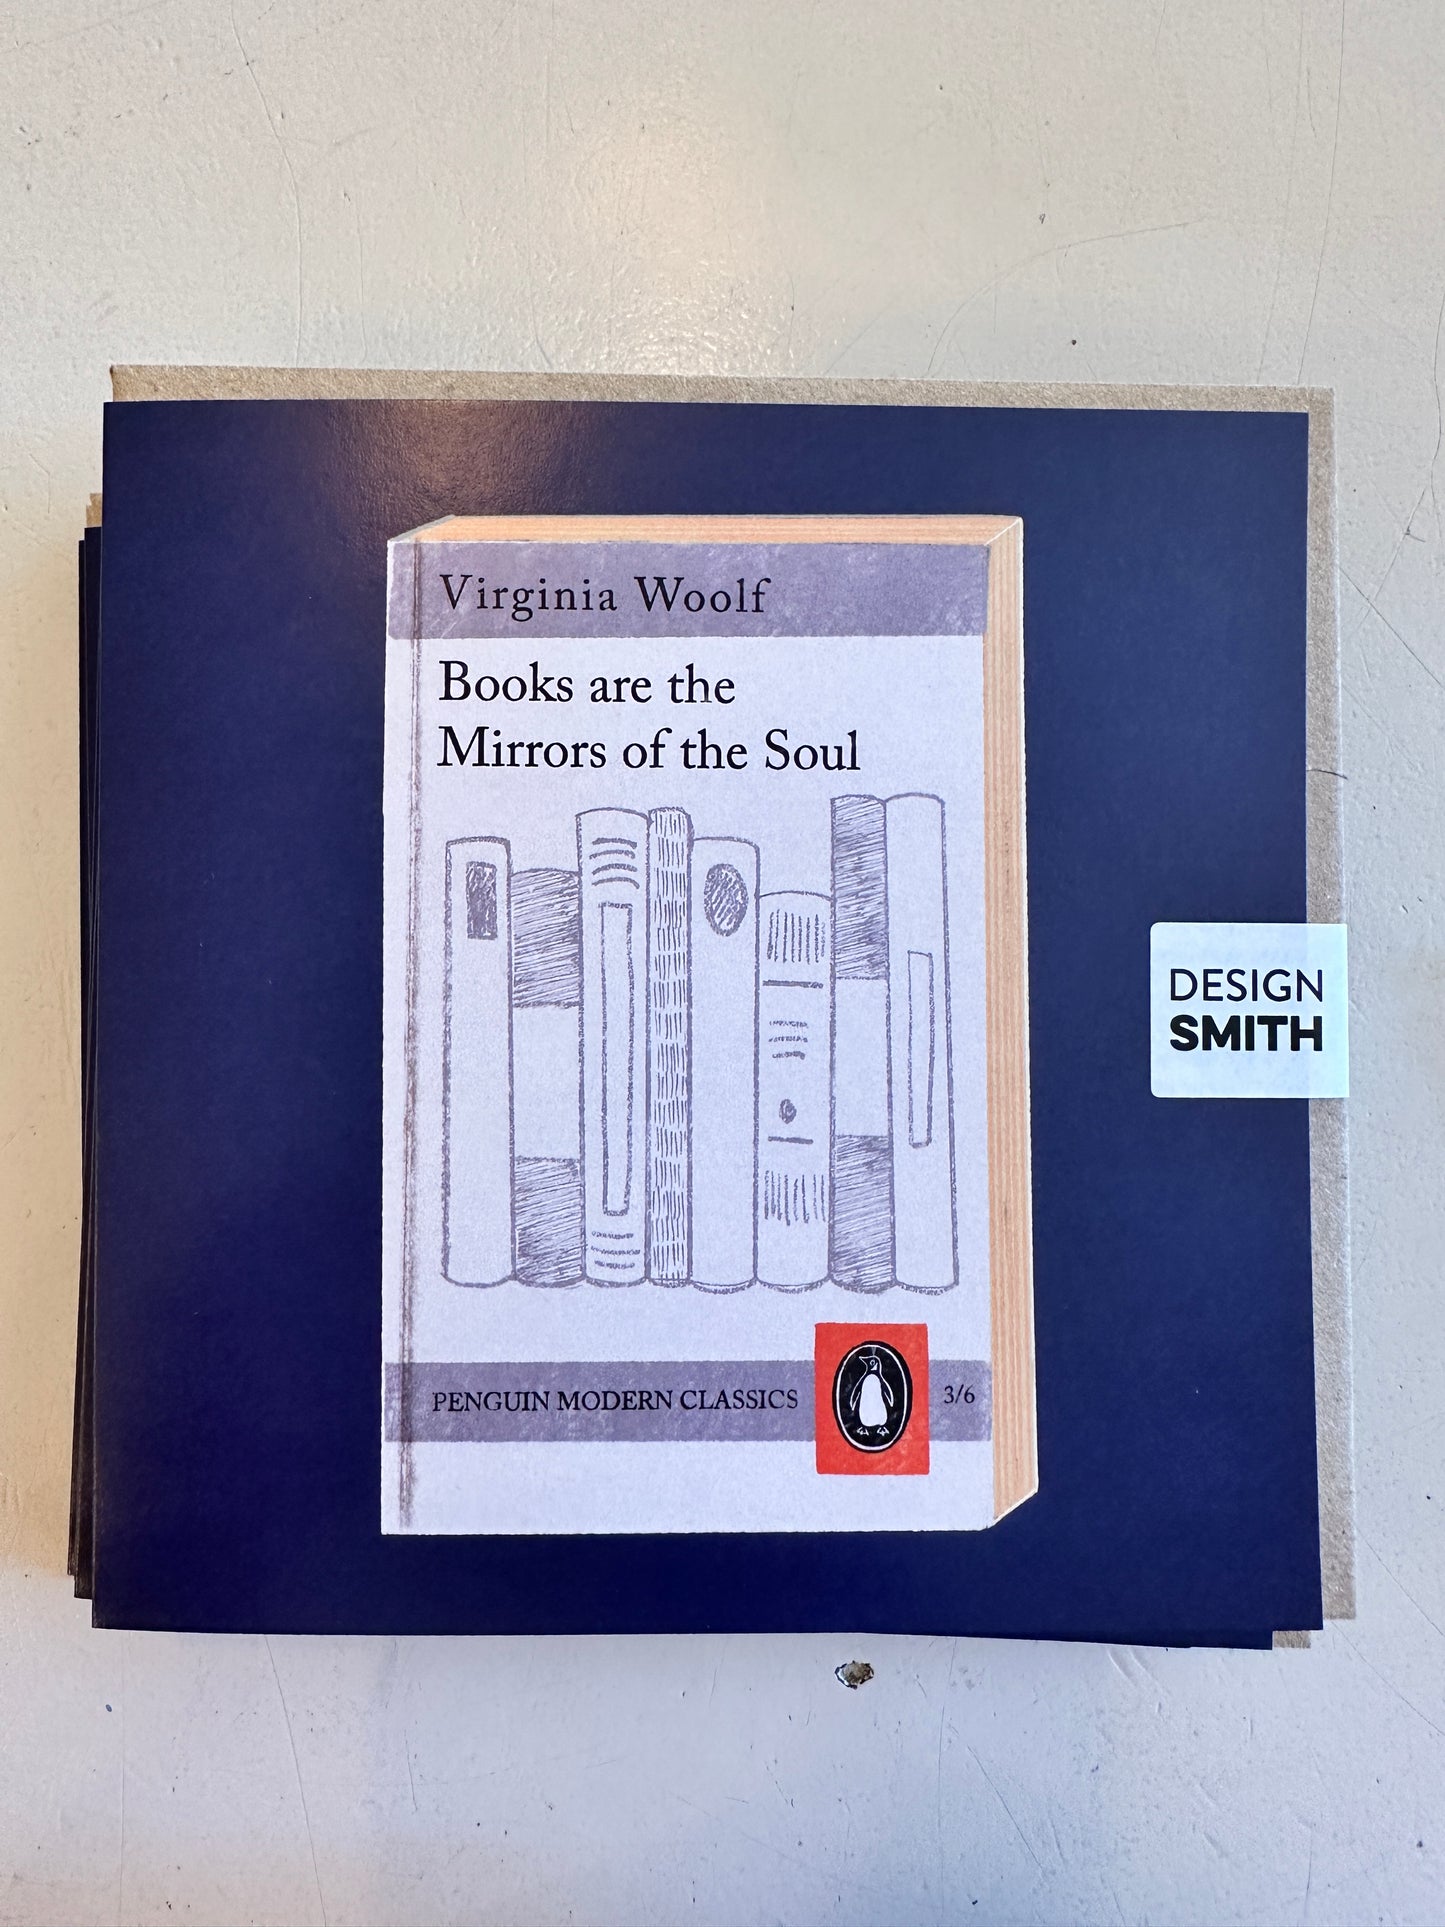 Virginia Woolf
Books are the
Mirrors of the Soul
DESIGN
SMITH
PENGUIN MODERN CLASSICS
3/6